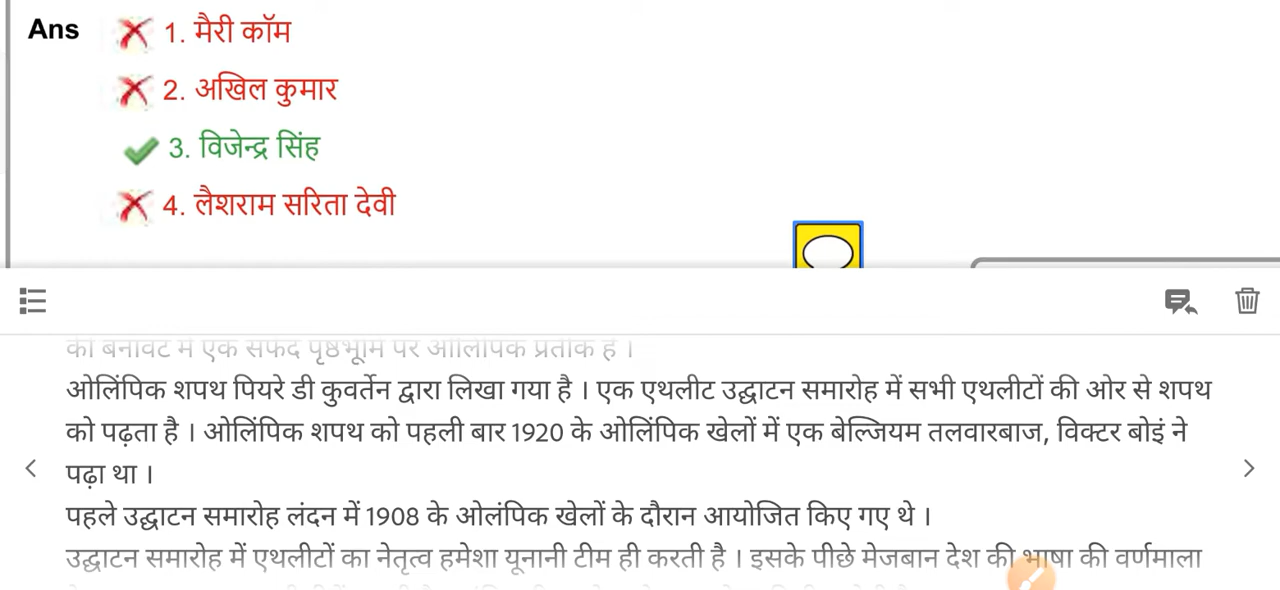 Ans
1. मैरी कॉम
2. अखिल कुमार
3. विजेन्द्र सिंह
4. लैशराम सरिता देवी
की बनावट में एक सफेद पृष्ठभूमि पर ओलिंपिक प्रतीक है ।
ओलिंपिक शपथ पियरे डी कुवर्तेन द्वारा लिखा गया है । एक एथलीट उद्घाटन समारोह में सभी एथलीटों की ओर से शपथ
को पढ़ता है । ओलिंपिक शपथ को पहली बार 1920 के ओलिंपिक खेलों में एक बेल्जियम तलवारबाज, विक्टर बोइं ने
पढ़ा था ।
पहले उद्घाटन समारोह लंदन में 1908 के ओलंपिक खेलों के दौरान आयोजित किए गए थे ।
उद्घाटन समारोह में एथलीटों का नेतृत्व हमेशा यूनानी टीम ही करती है । इसके पीछे मेजबान देश की भाषा की वर्णमाला